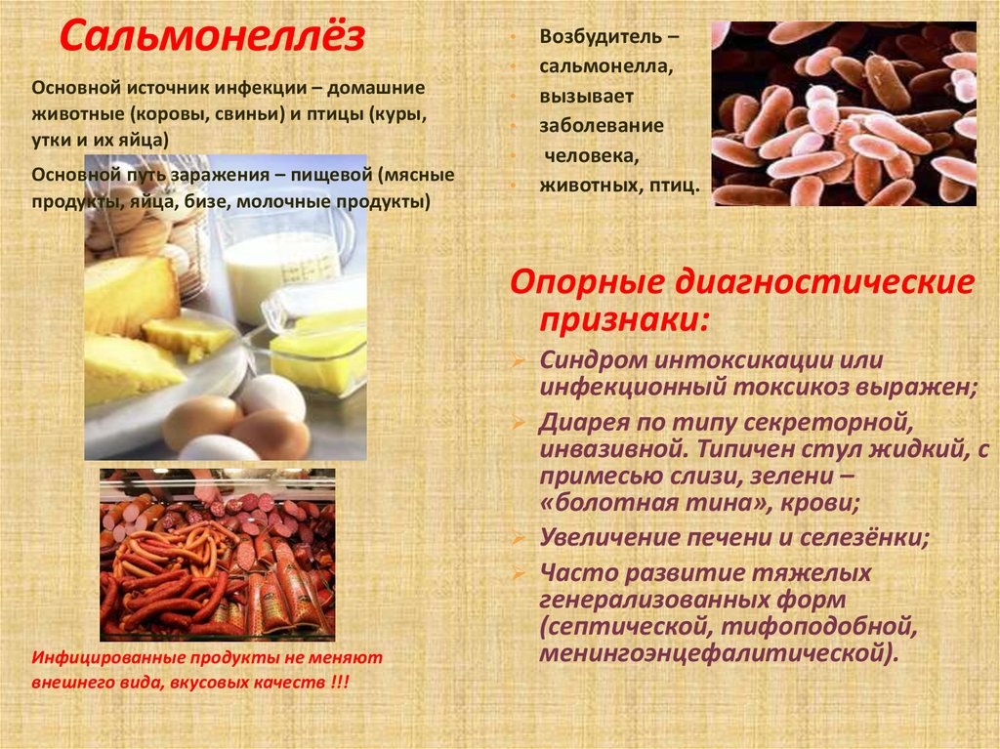 Сальмонеллёз
Основной источник инфекции – домашние
животные (коровы, свиньи) и птицы (куры,
утки и их яйца)
Основной путь заражения – пищевой (мясные
продукты, яйца, бизе, молочные продукты)
Инфицированные продукты не меняют
внешнего вида, вкусовых качеств !!!
• Возбудитель –
• сальмонелла,
• вызывает
• заболевание
• человека,
• животных, птиц.
Опорные диагностические
признаки:
➢ Синдром интоксикации или
инфекционный токсикоз выражен;
➢ Диарея по типу секреторной,
инвазивной. Типичен стул жидкий, с
примесью слизи, зелени –
«болотная тина», крови;
➢ Увеличение печени и селезёнки;
➢ Часто развитие тяжелых
генерализованных форм
(септической, тифоподобной,
менингоэнцефалитической).